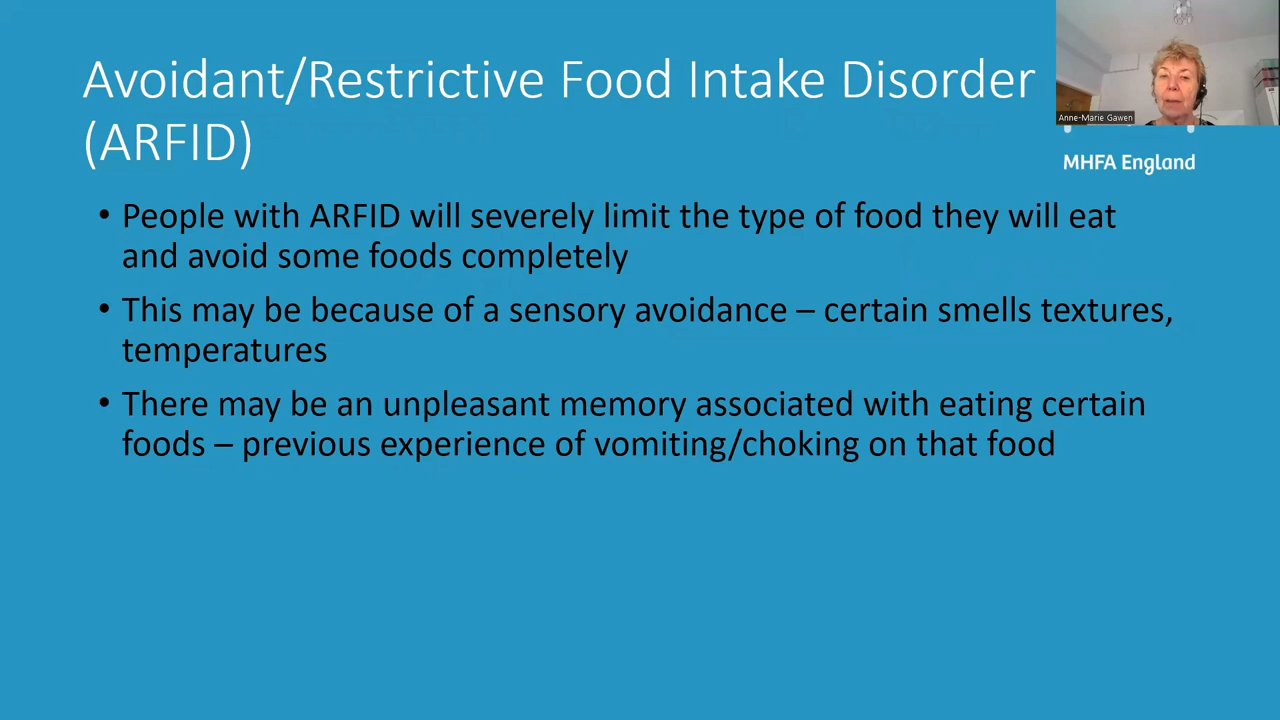 Avoidant/Restrictive Food Intake Disorder
(ARFID)
Anne-Marie Gawen
MHFA England
• People with ARFID will severely limit the type of food they will eat
and avoid some foods completely
• This may be because of a sensory avoidance – certain smells textures,
temperatures
• There may be an unpleasant memory associated with eating certain
foods – previous experience of vomiting/choking on that food